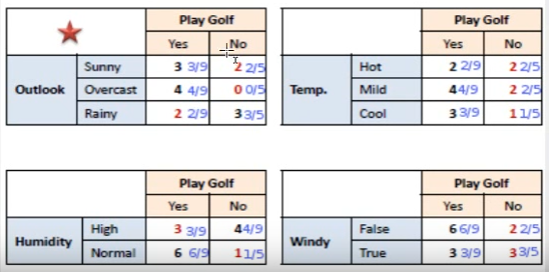 Play Golf
Yes No
Outlook
Sunny 3 3/9 2 2/5
Overcast 4 4/9 0 0/5
Rainy 2 2/9 3 3/5
Play Golf
Yes No
Temp.
Hot 2 2/9 2 2/5
Mild 4 4/9 2 2/5
Cool 3 3/9 1 1/5
Play Golf
Yes No
Humidity
High 3 3/9 4 4/9
Normal 6 6/9 1 1/5
Play Golf
Yes No
Windy
False 6 6/9 2 2/5
True 3 3/9 3 3/5